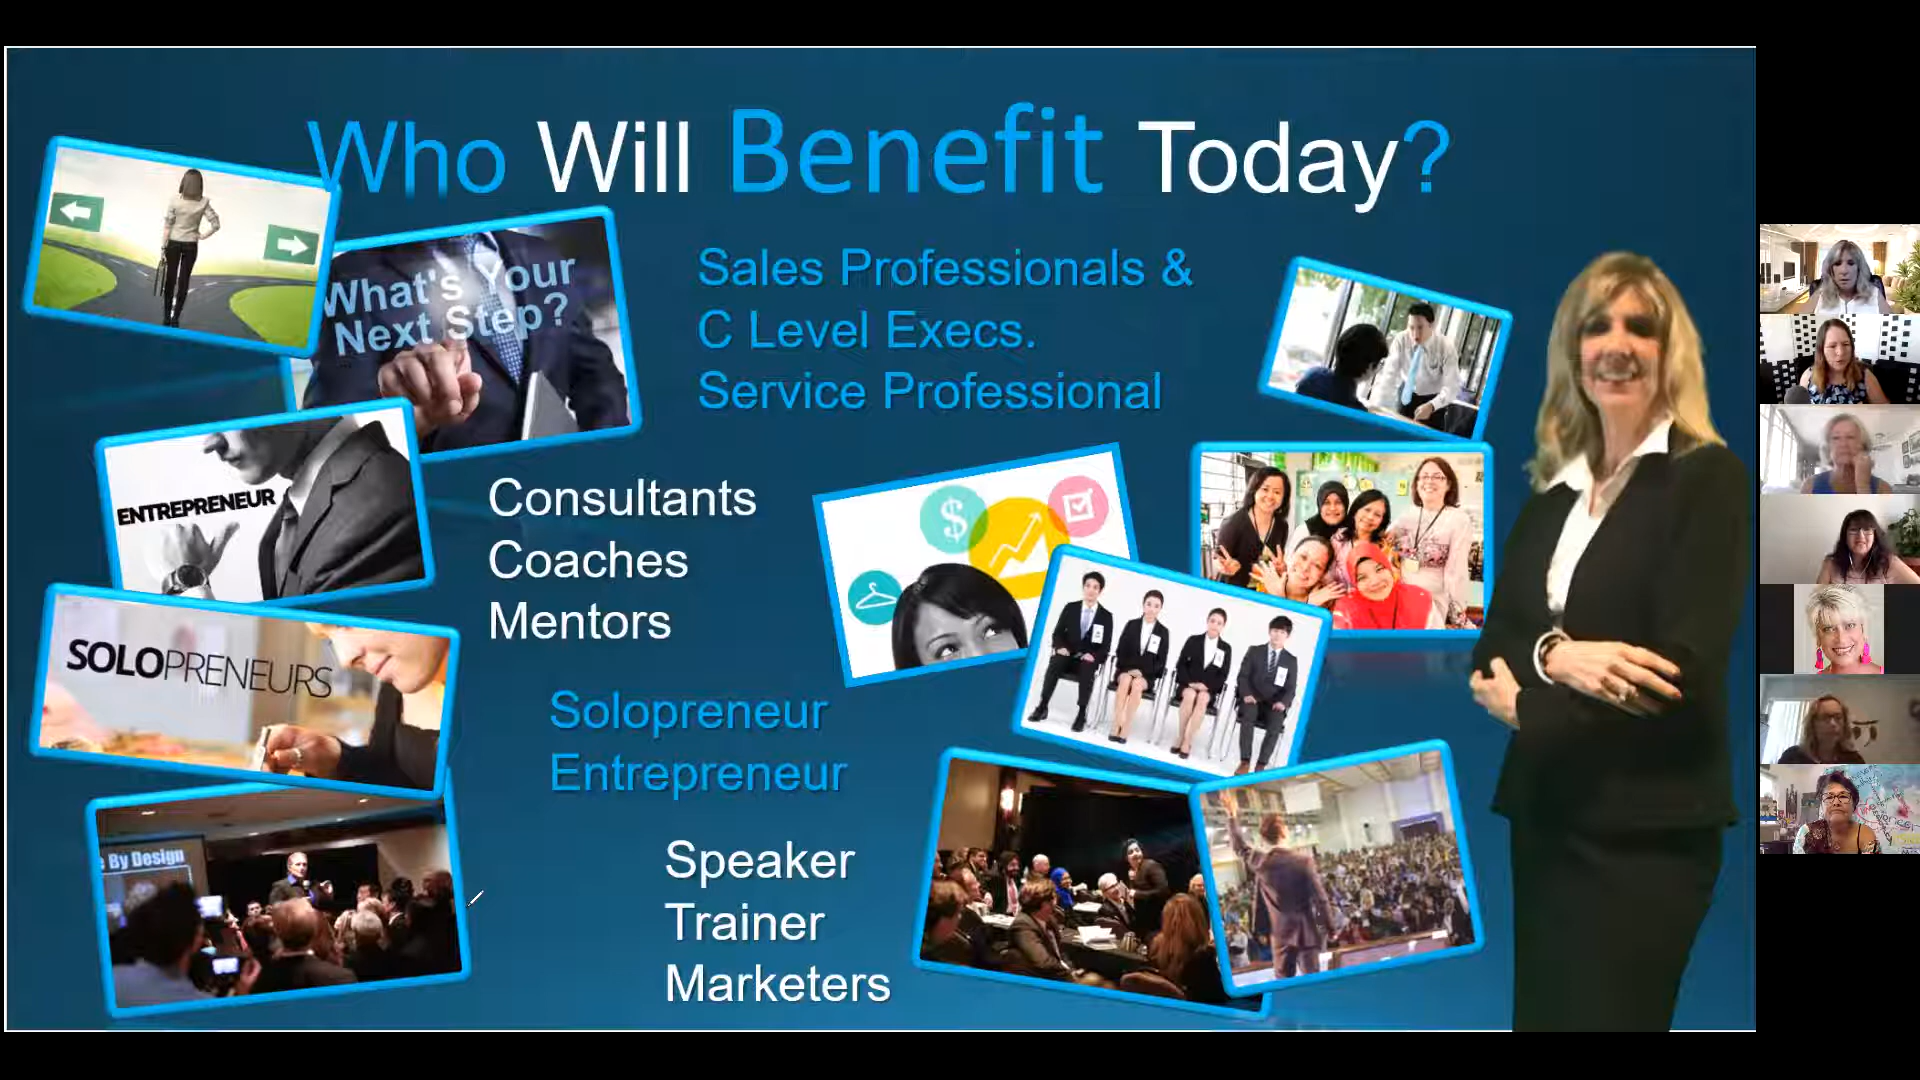 Who Will Benefit Today?
What's Your
Next Step?
Sales Professionals &
C Level Execs.
Service Professional
ENTREPRENEUR
Consultants
Coaches
Mentors
$
SOLOPRENEURS
Solopreneur
Entrepreneur
By Design
Speaker
Trainer
Marketers